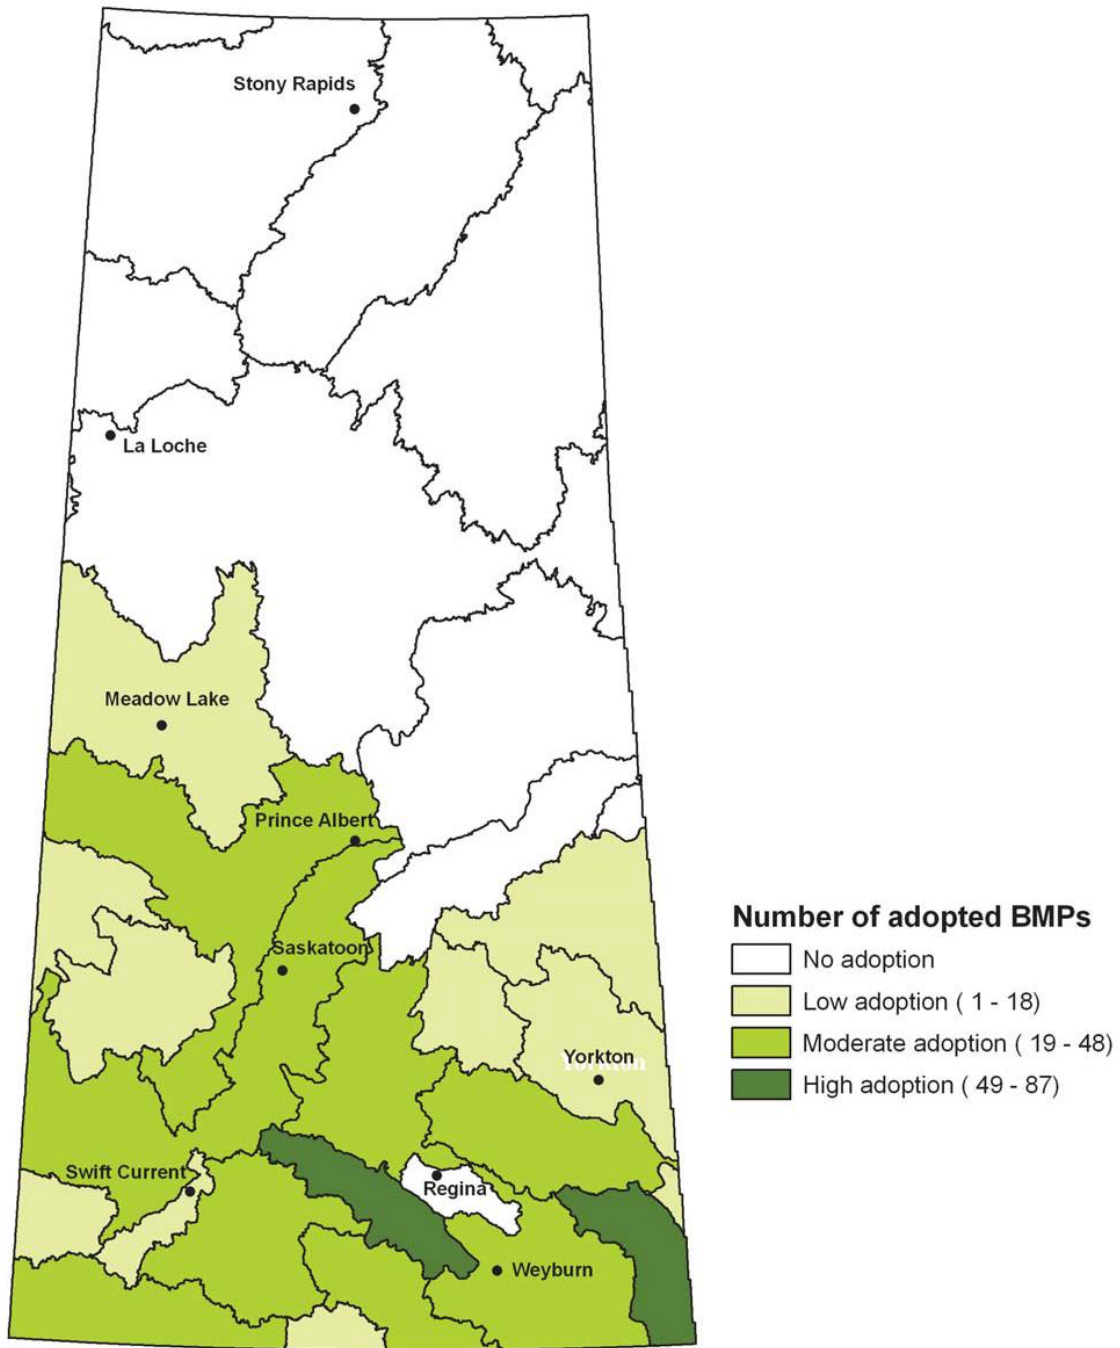 Stony Rapids
La Loche
Meadow Lake
Prince Albert
Saskatoon
Number of adopted BMPs
No adoption
Low adoption ( 1 - 18)
Moderate adoption ( 19 - 48)
High adoption ( 49 - 87)
Yorkton
Yorkton
Swift Current
Regina
Weyburn